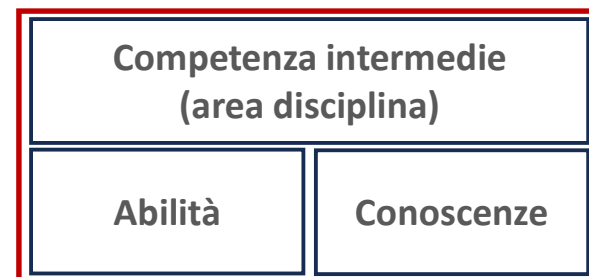 Competenza intermedie
(area disciplina)
Abilità
Conoscenze